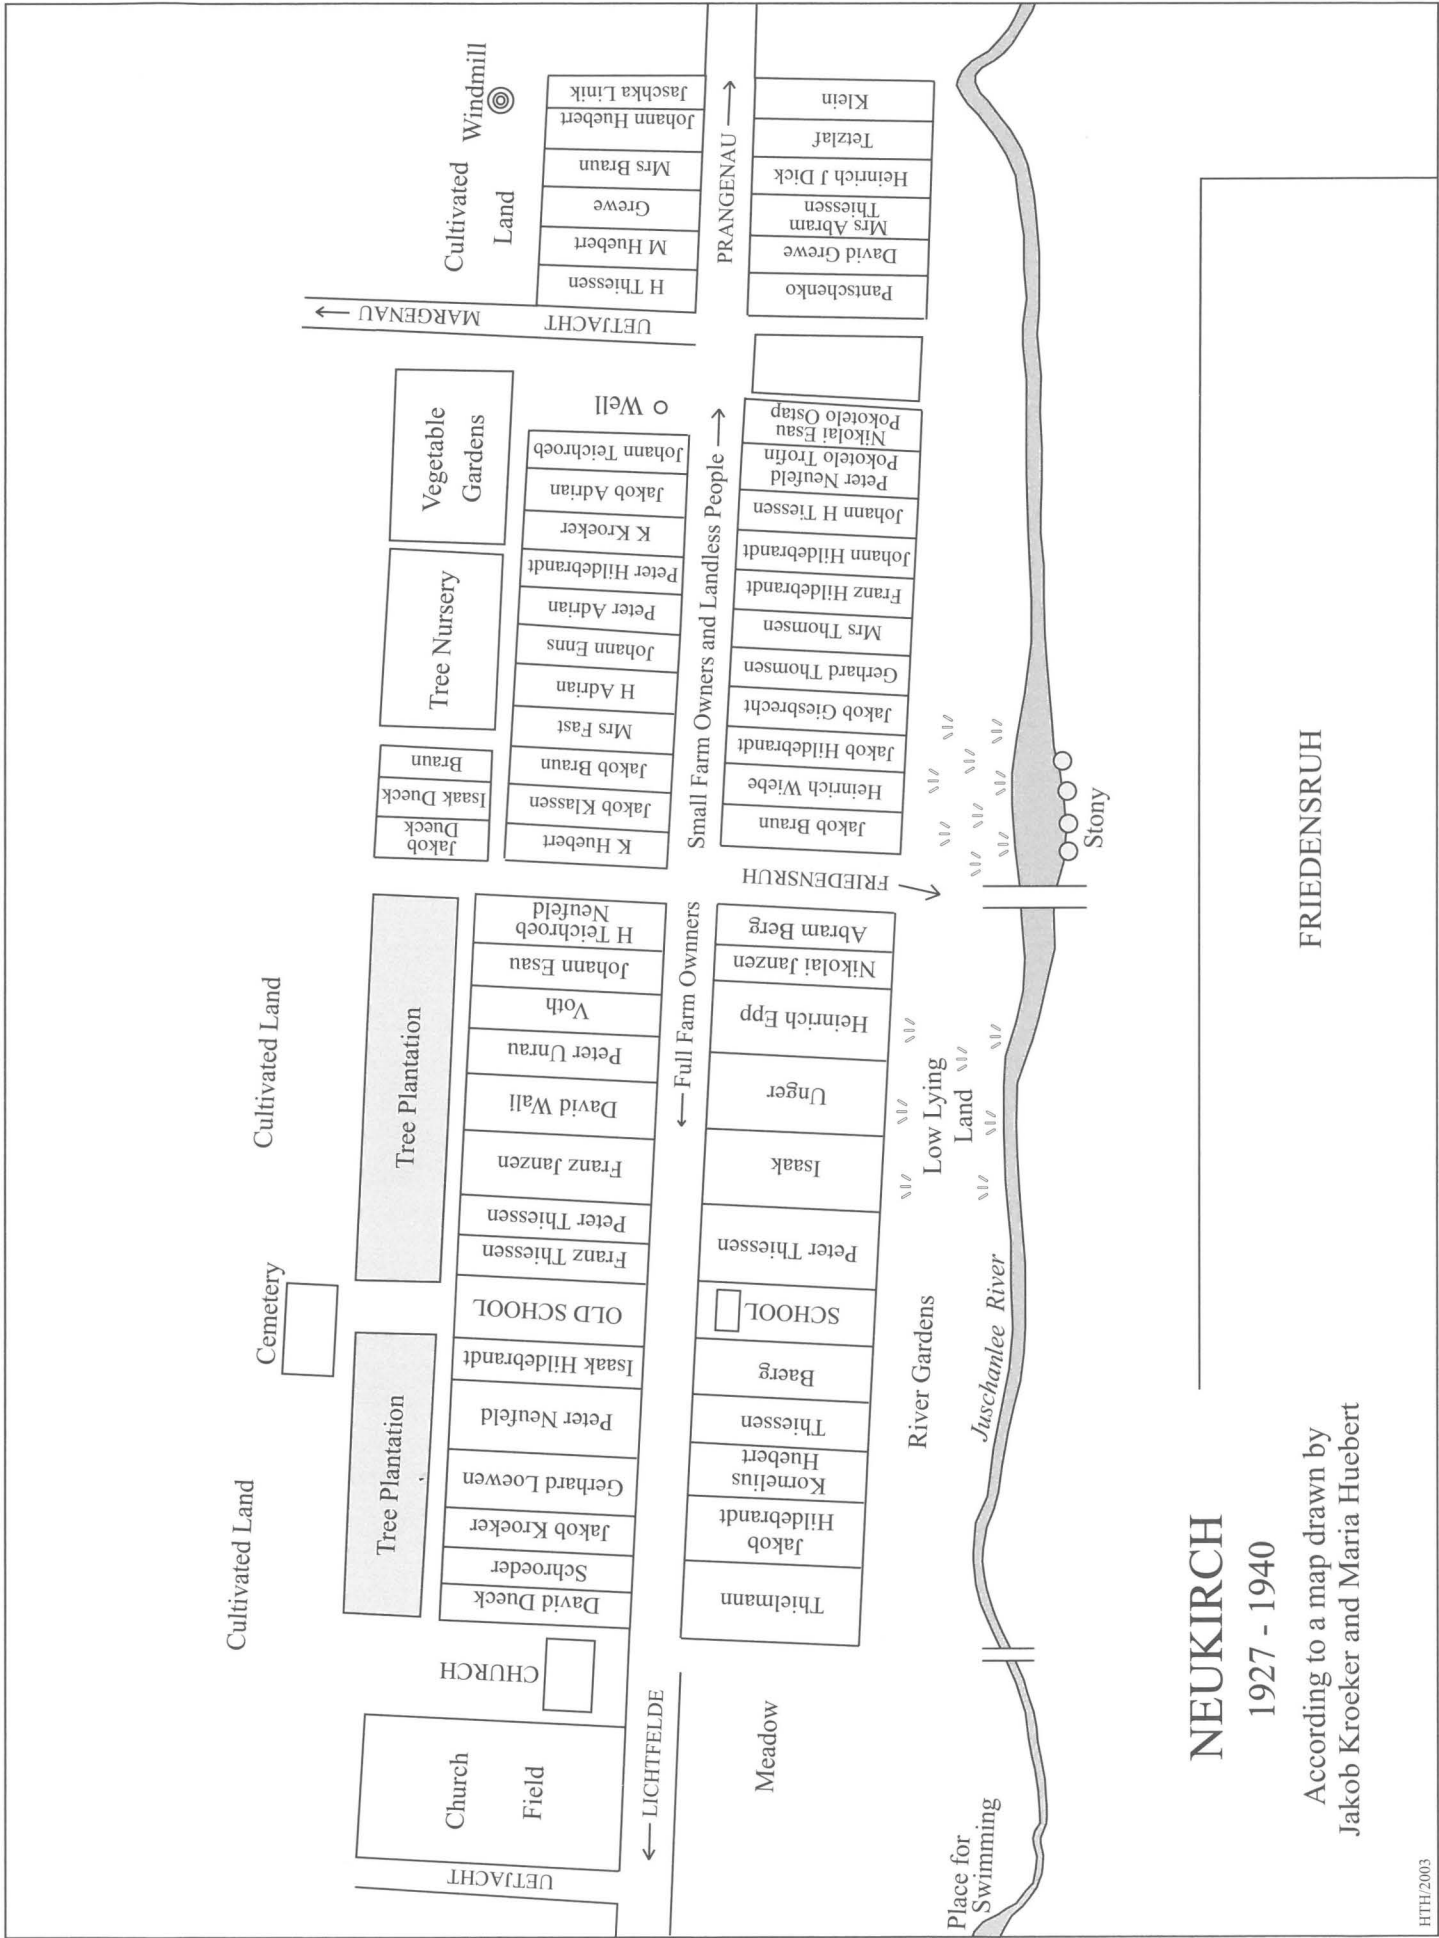 Cultivated Land
Cultivated Land
Cultivated
Land
Windmill
Cemetery
Tree Plantation
Tree Plantation
Jakob
Dueck
Isaak Dueck
Braun
Tree Nursery
Vegetable
Gardens
MARGENAU
UETJACHT
UETJACHT
Church
Field
CHURCH
David Dueck
Schroeder
Jakob Kroeker
Gerhard Loewen
Peter Neufeld
Isaak Hildebrandt
OLD SCHOOL
Franz Thiessen
Peter Thiessen
Franz Janzen
David Wall
Peter Unrau
Voth
Johann Esau
H Teichroeb
Neufeld
K Huebert
Jakob Klassen
Jakob Braun
Mrs Fast
H Adrian
Johann Enns
Peter Adrian
Peter Hildebrandt
K Kroeker
Jakob Adrian
Johann Teichroeb
Well
H Thiessen
M Huebert
Grewe
Mrs Braun
Johann Huebert
Jaschka Linik
LICHTFELDE
Full Farm Owners
Small Farm Owners and Landless People
PRANGENAU
Meadow
Thielmann
Jakob
Hildebrandt
Kornelius
Huebert
Thiessen
Baerg
SCHOOL
Peter Thiessen
Isaak
Unger
Heinrich Epp
Nikolai Janzen
Abram Berg
FRIEDENSRUH
Jakob Braun
Heinrich Wiebe
Jakob Hildebrandt
Jakob Giesbrecht
Gerhard Thomsen
Mrs Thomsen
Franz Hildebrandt
Johann Hildebrandt
Johann H Tiessen
Peter Neufeld
Pokotelo Trofin
Nikolai Esau
Pokotelo Ostap
Pantschenko
David Grewe
Mrs Abram
Thiessen
Heinrich J Dick
Tetzlaf
Klein
River Gardens
Low Lying
Land
Place for
Swimming
Juschanlee River
Stony
NEUKIRCH
1927 - 1940
According to a map drawn by
Jakob Kroeker and Maria Huebert
FRIEDENSRUH
HTH/2003